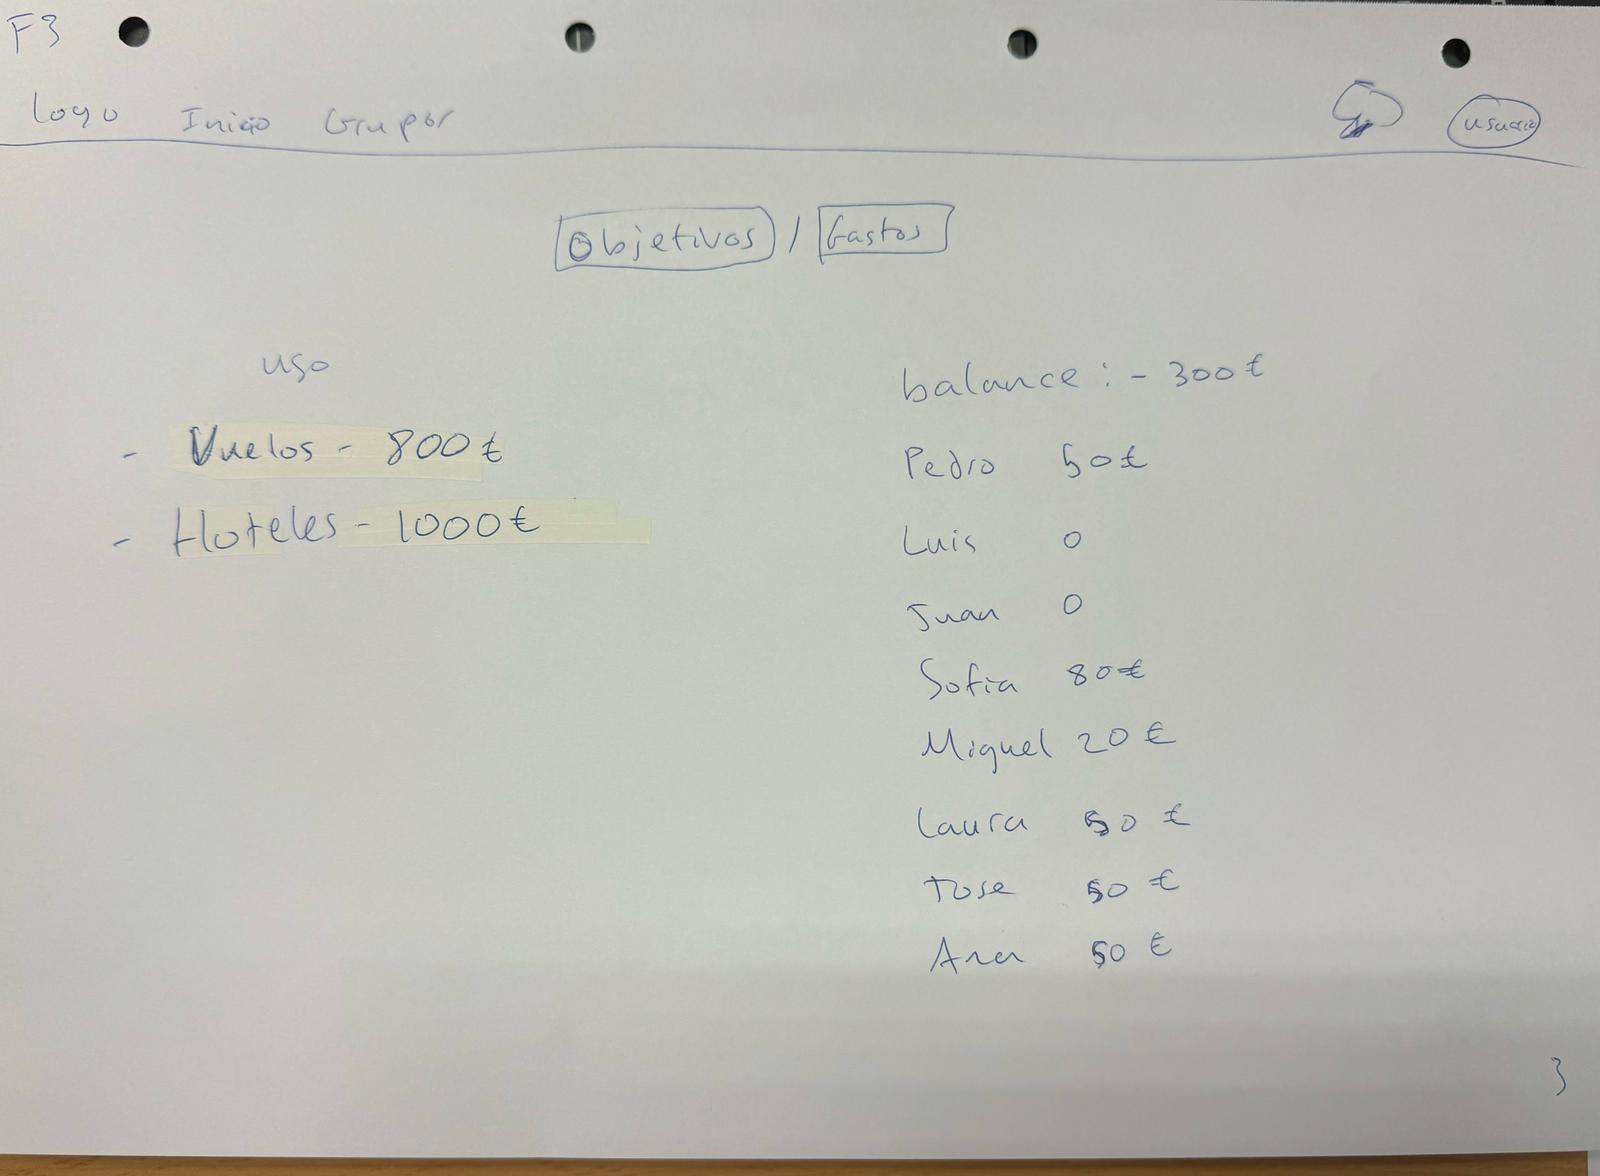 F3
Logo Inicio Grupos
usuario
Objetivos / Gastos
uso
- Vuelos - 800€
- Hoteles - 1000€
balance: - 300€
Pedro 50€
Luis 0
Juan 0
Sofia 80€
Miguel 20€
Laura 50€
Jose 50€
Ana 50€
3